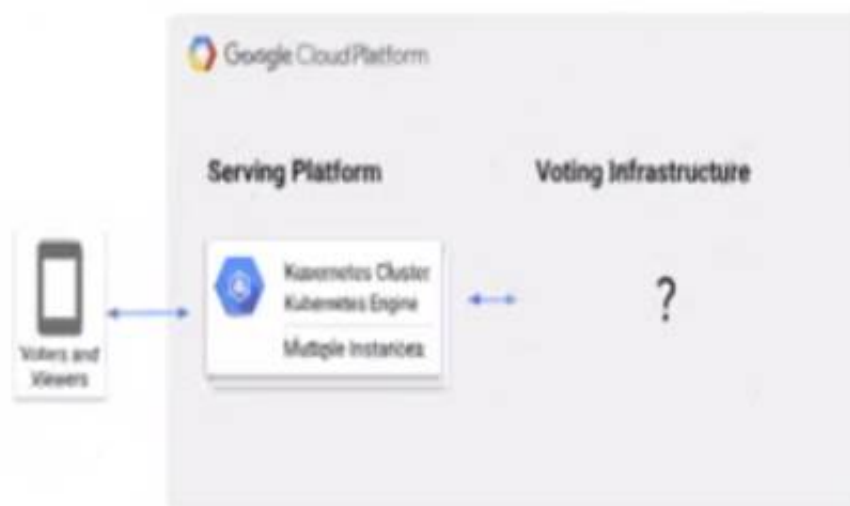 Google Cloud Platform
Serving Platform
Voting Infrastructure
Kubernetes Cluster
Kubernetes Engine
Multiple Instances
?
Voters and
Viewers